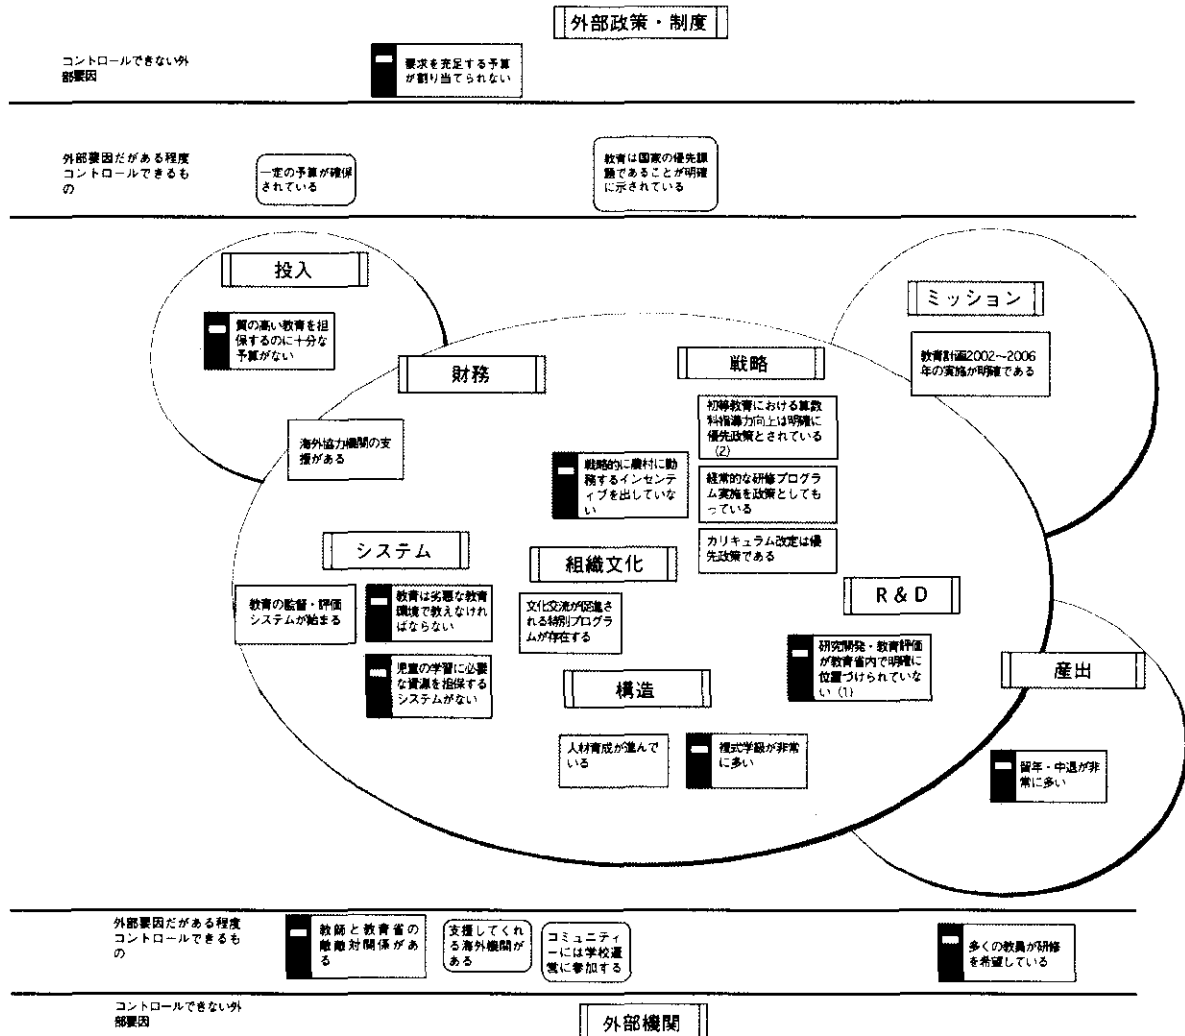 外部政策・制度
コントロールできない外
部要因
要求を充足する予算
が割り当てられない
外部要因だがある程度
コントロールできるも
の
一定の予算が確保
されている
教育は国家の優先課
題であることが明確
に示されている
投入
質の高い教育を担
保するのに十分な
予算がない
ミッション
教育計画2002～2006
年の実施が明確である
財務
海外協力機関の支
援がある
戦略
初等教育における算数
科指導力向上は明確に
優先政策とされている
(2)
戦略的に農村に勤
務するインセンテ
ィブを出していな
い
経常的な研修プログラ
ム実施を政策としても
っている
カリキュラム改定は優
先政策である
システム
教育の監督・評価
システムが始まる
教育は劣悪な教育
環境で教えなけれ
ばならない
児童の学習に必要
な資源を担保する
システムがない
組織文化
文化交流が促進さ
れる特別プログラ
ムが存在する
R & D
研究開発・教育評価
が教育省内で明確に
位置づけられていな
い (1)
構造
人材育成が進んで
いる
複式学級が非常
に多い
産出
留年・中退が非
常に多い
外部要因だがある程度
コントロールできるも
の
教師と教育省の
敵敵対関係があ
る
支援してくれ
る海外機関が
ある
コミュニティ
ーには学校運
営に参加する
多くの教員が研修
を希望している
コントロールできない外
部要因
外部機関